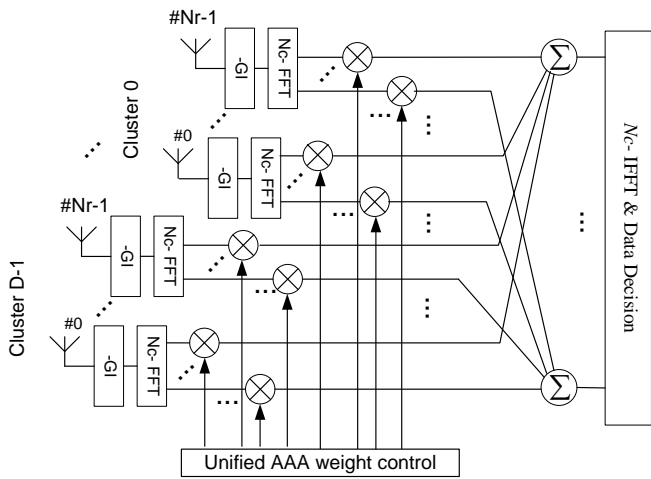 #Nr-1
-GI
Nc- FFT
Σ
Cluster 0
#0
-GI
Nc- FFT
Nc- IFFT & Data Decision
#Nr-1
-GI
Nc- FFT
Cluster D-1
#0
-GI
Nc- FFT
Σ
Unified AAA weight control